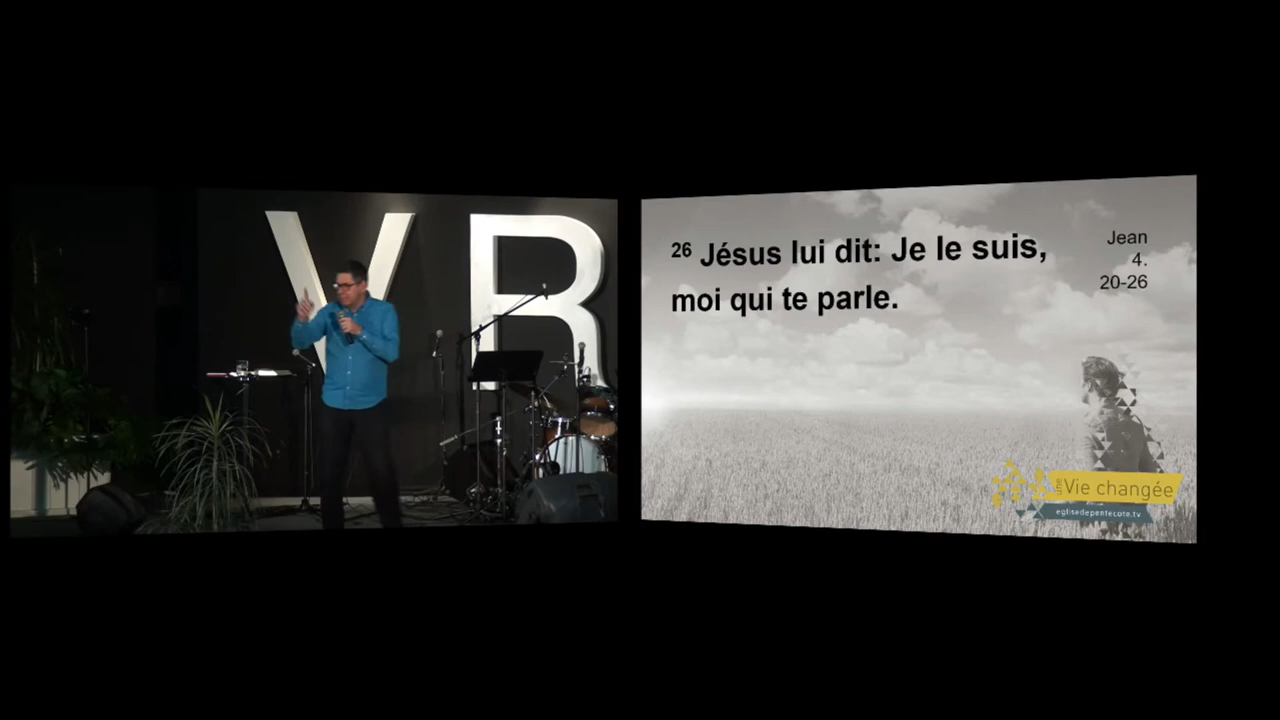 VR
26 Jésus lui dit: Je le suis,
moi qui te parle.
Jean
4.
20-26
une Vie changée
eglisedepentecote.tv